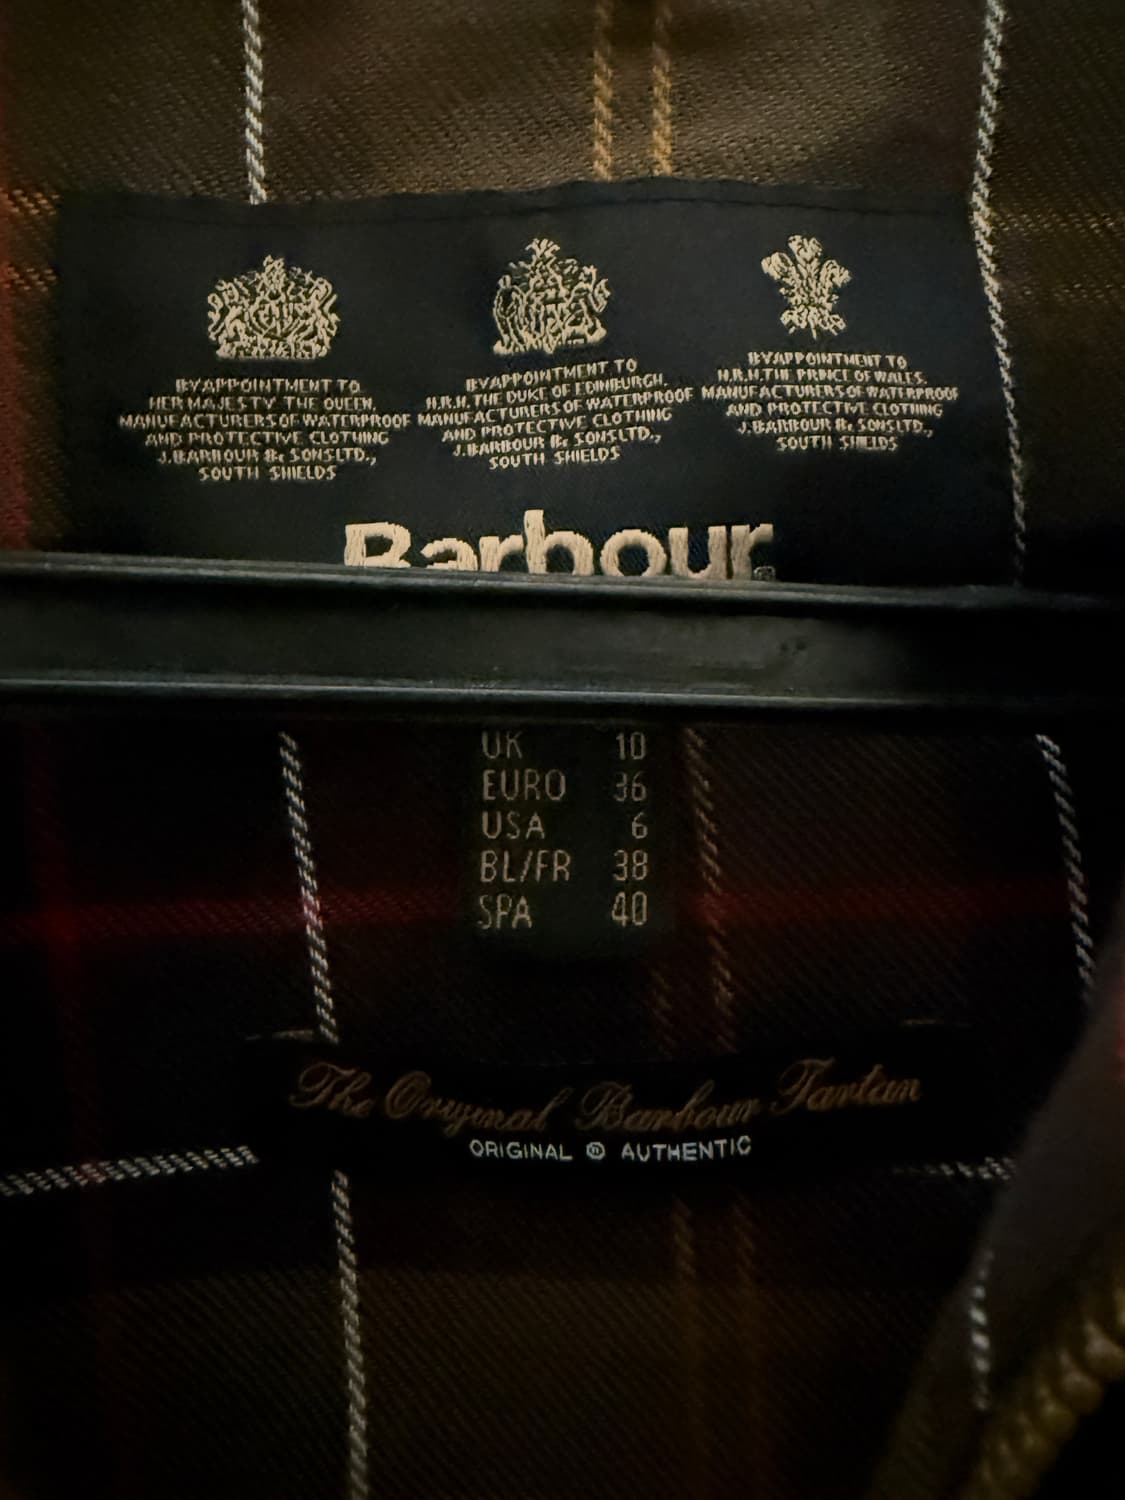 BY APPOINTMENT TO
HER MAJESTY THE QUEEN,
MANUFACTURERS OF WATERPROOF
AND PROTECTIVE CLOTHING
J. BARBOUR & SONS LTD.,
SOUTH SHIELDS
BY APPOINTMENT TO
H.R.H. THE DUKE OF EDINBURGH,
MANUFACTURERS OF WATERPROOF
AND PROTECTIVE CLOTHING
J. BARBOUR & SONS LTD.,
SOUTH SHIELDS
BY APPOINTMENT TO
H.R.H. THE PRINCE OF WALES,
MANUFACTURERS OF WATERPROOF
AND PROTECTIVE CLOTHING
J. BARBOUR & SONS LTD.,
SOUTH SHIELDS
Barbour
UK 10
EURO 36
USA 6
BL/FR 38
SPA 40
The Original Barbour Tartan
ORIGINAL ® AUTHENTIC